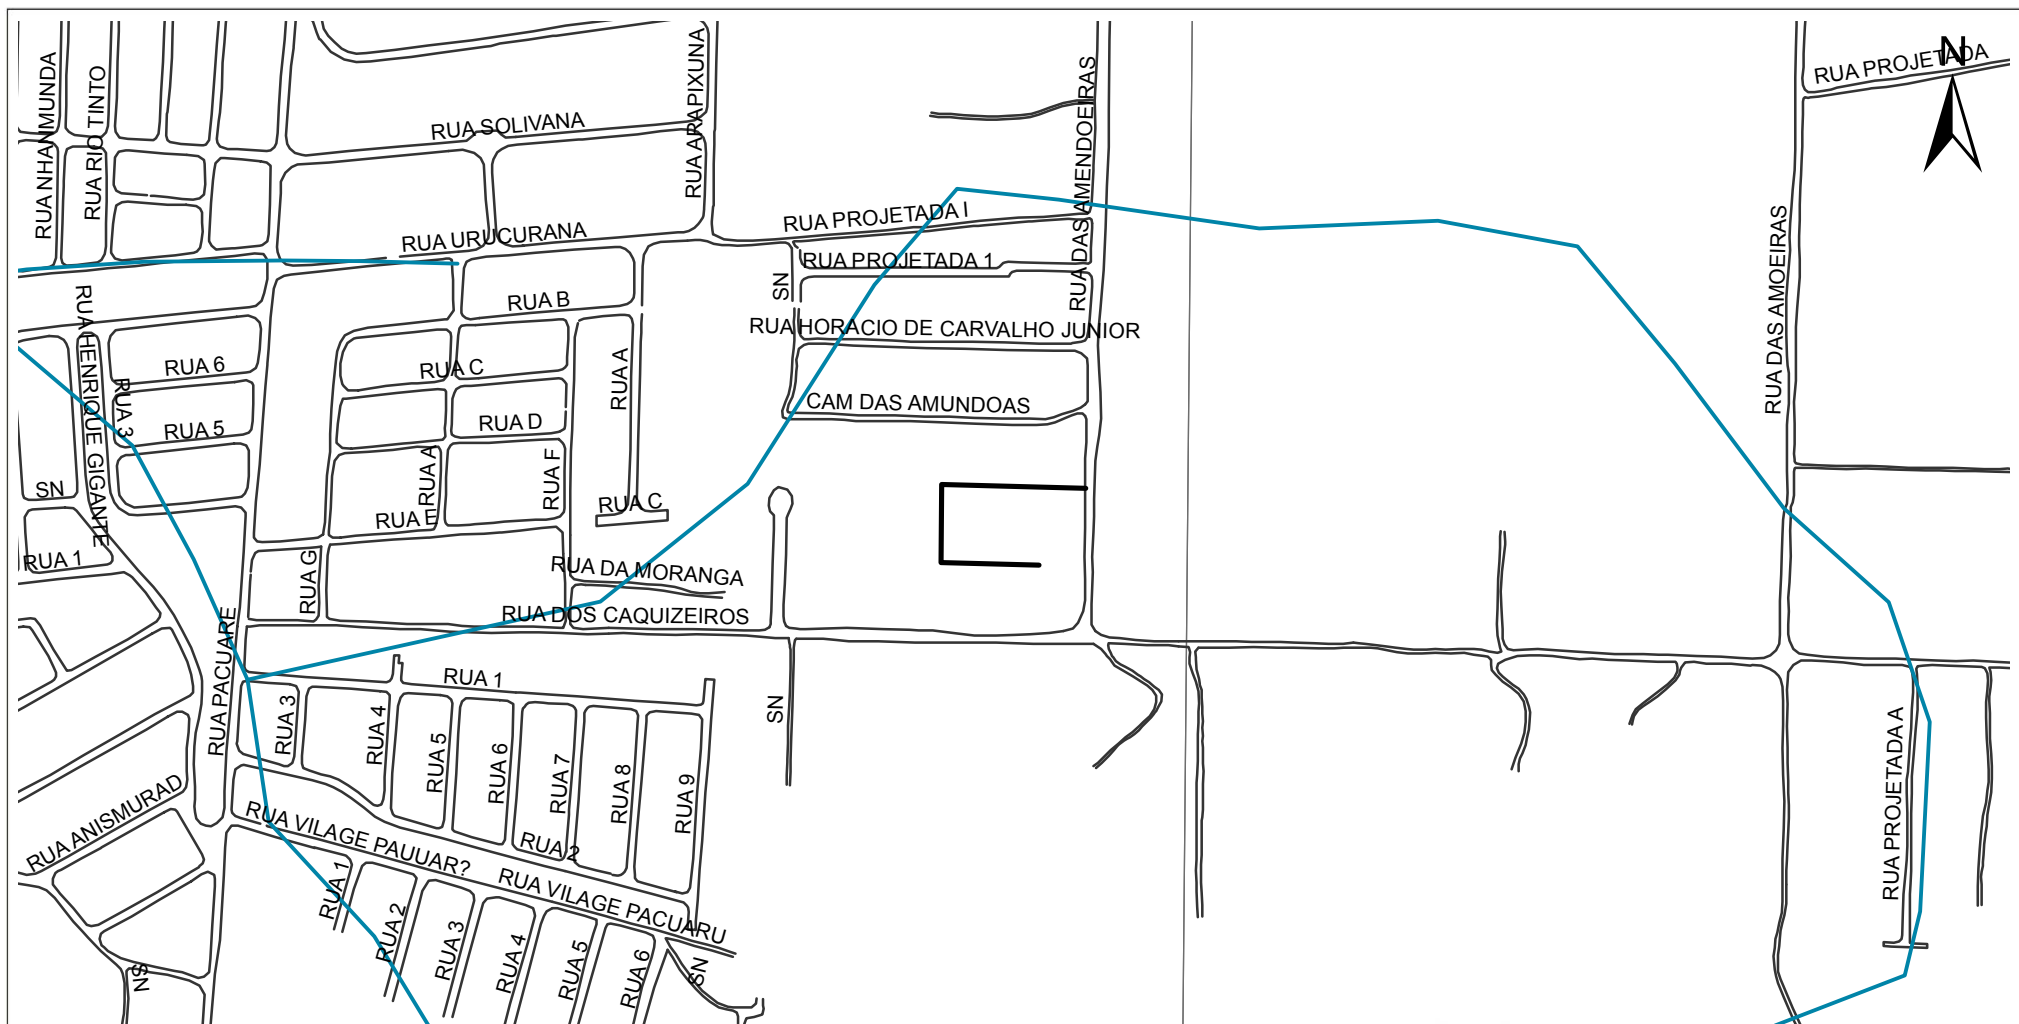 N
RUA PROJETADA
RUA NHANMUNDA
RUA RIO TINTO
RUA SOLIVANA
RUA ARAPIXUNA
RUA DAS AMENDOEIRAS
RUA DAS AMOEIRAS
RUA URUCURANA
RUA PROJETADA I
RUA PROJETADA 1
SN
RUA HENRIQUE GIGANTE
RUA B
RUA HORACIO DE CARVALHO JUNIOR
RUA 6
RUA 3
RUA C
RUA A
CAM DAS AMUNDOAS
RUA 5
RUA D
SN
RUA A
RUA F
RUA C
RUA E
RUA 1
RUA G
RUA DA MORANGA
RUA DOS CAQUIZEIROS
RUA PACUARE
RUA 1
RUA 3
RUA 4
RUA 5
RUA 6
RUA 7
RUA 8
RUA 9
SN
RUA PROJETADA A
RUA ANISMURAD
RUA VILAGE PAUUAR?
RUA 2
RUA VILAGE PACUARU
RUA 1
RUA 2
RUA 3
RUA 4
RUA 5
RUA 6
SN
SN